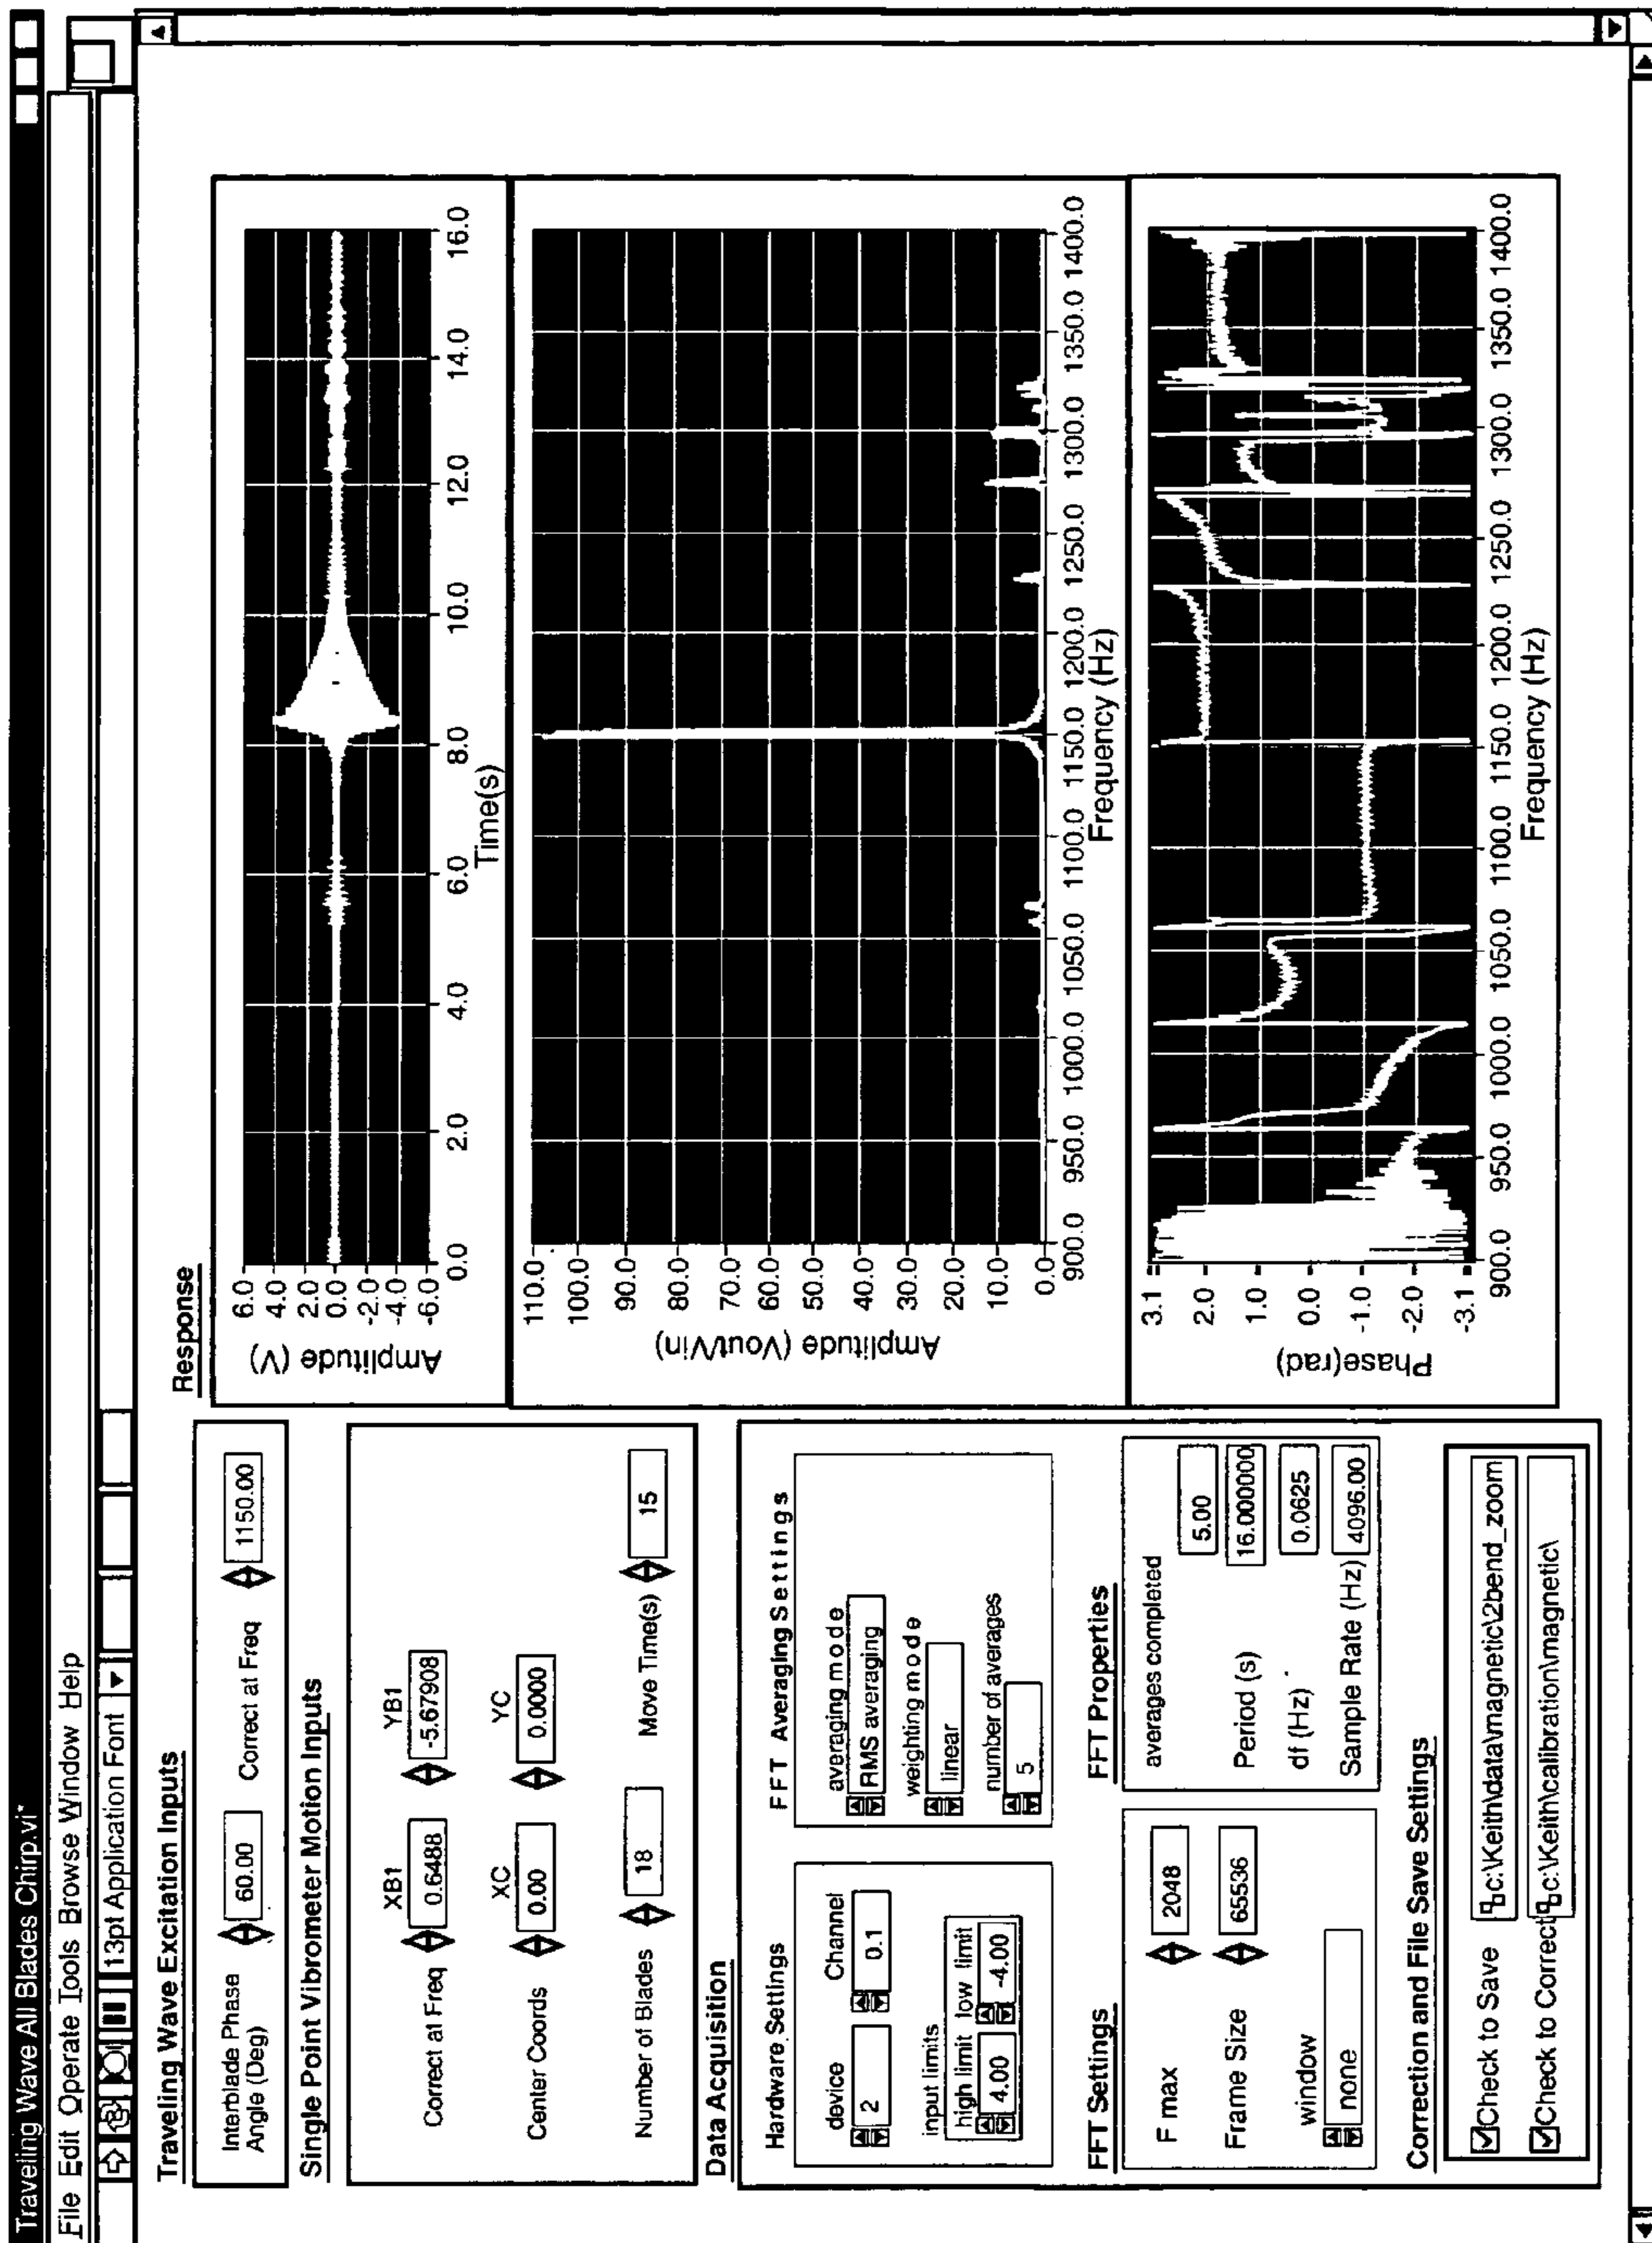 Traveling Wave All Blades Chirp.vi*
File Edit Operate Tools Browse Window Help
13pt Application Font
Traveling Wave Excitation Inputs
Interblade Phase
Angle (Deg)
60.00
Correct at Freq
1150.00
Single Point Vibrometer Motion Inputs
XB1
YB1
Correct at Freq
0.6488
-5.67908
XC
YC
Center Coords
0.00
0.0000
Number of Blades
18
Move Time(s)
15
Data Acquisition
Hardware Settings
device
Channel
2
0.1
input limits
high limit low limit
4.00
-4.00
FFT Averaging Settings
averaging mode
RMS averaging
weighting mode
linear
number of averages
5
FFT Settings
F max
2048
Frame Size
65536
window
none
FFT Properties
averages completed
5.00
Period (s)
16.000000
df (Hz)
0.0625
Sample Rate (Hz)
4096.00
Correction and File Save Settings
Check to Save
c:\Keith\data\magnetic\2bend_zoom
Check to Correct
c:\Keith\calibration\magnetic\
Response
Amplitude (V)
6.0
4.0
2.0
0.0
-2.0
-4.0
-6.0
0.0 2.0 4.0 6.0 8.0 10.0 12.0 14.0 16.0
Time(s)
Amplitude (Vout/Vin)
110.0
100.0
90.0
80.0
70.0
60.0
50.0
40.0
30.0
20.0
10.0
0.0
900.0 950.0 1000.0 1050.0 1100.0 1150.0 1200.0 1250.0 1300.0 1350.0 1400.0
Frequency (Hz)
Phase(rad)
3.1
2.0
1.0
0.0
-1.0
-2.0
-3.1
900.0 950.0 1000.0 1050.0 1100.0 1150.0 1200.0 1250.0 1300.0 1350.0 1400.0
Frequency (Hz)